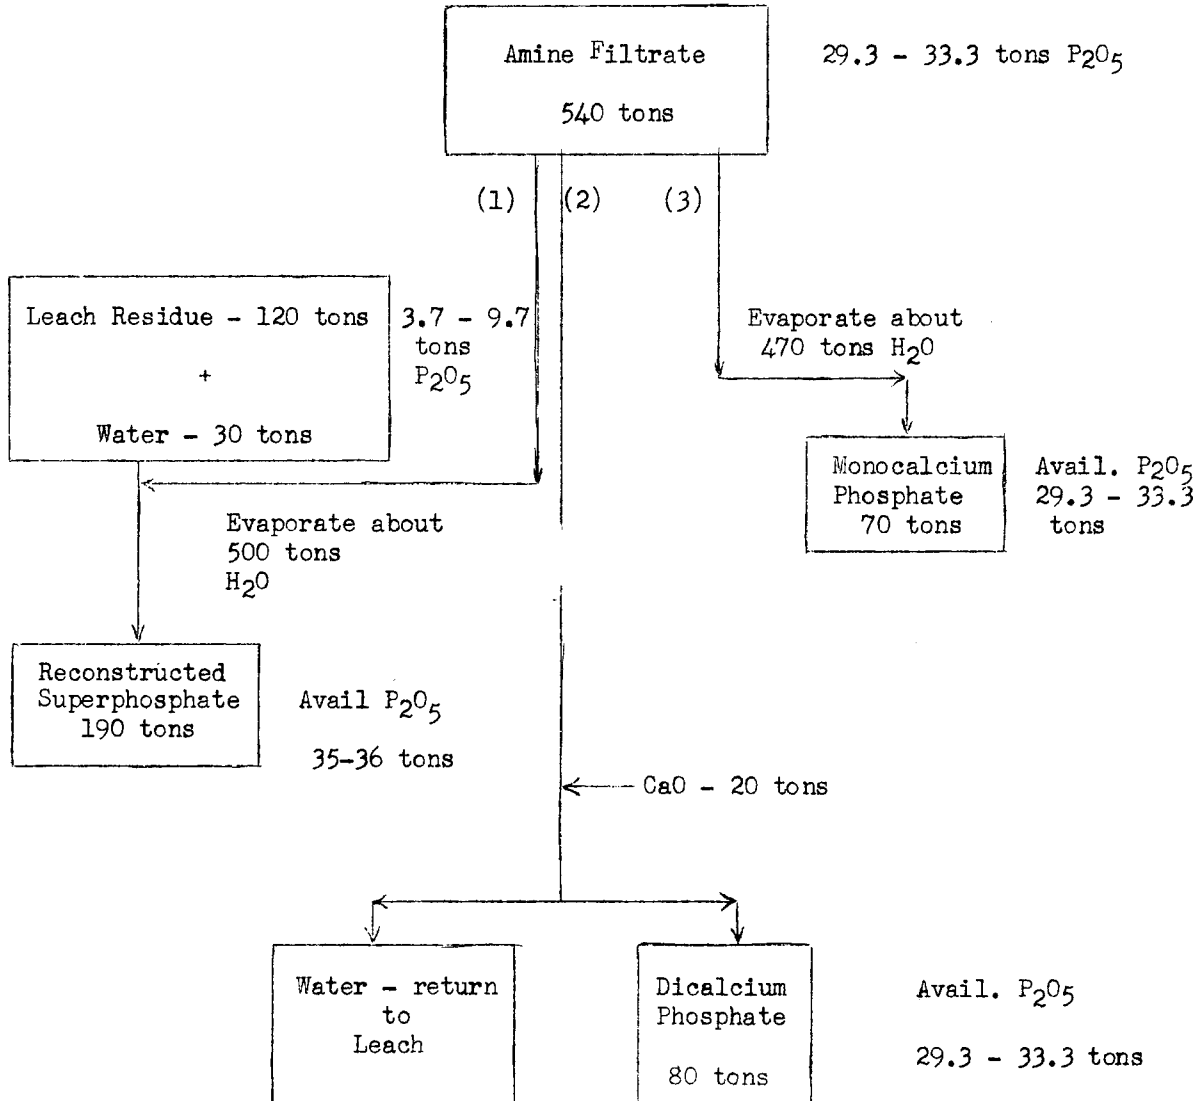 Amine Filtrate
540 tons
29.3 - 33.3 tons P2O5
(1)
(2)
(3)
Leach Residue - 120 tons
+
Water - 30 tons
3.7 - 9.7
tons
P2O5
Evaporate about
470 tons H2O
Monocalcium
Phosphate
70 tons
Avail. P2O5
29.3 - 33.3
tons
Evaporate about
500 tons
H2O
Reconstructed
Superphosphate
190 tons
Avail P2O5
35-36 tons
CaO - 20 tons
Water - return
to
Leach
Dicalcium
Phosphate
80 tons
Avail. P2O5
29.3 - 33.3 tons